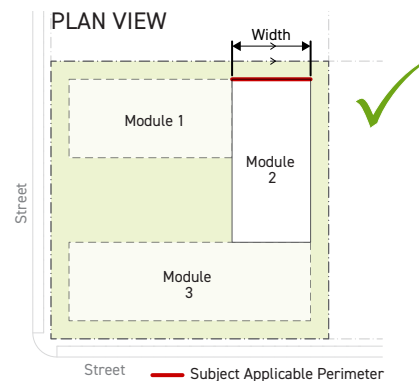 PLAN VIEW
Width
Module 1
Module
2
Module
3
Street
Street
Subject Applicable Perimeter